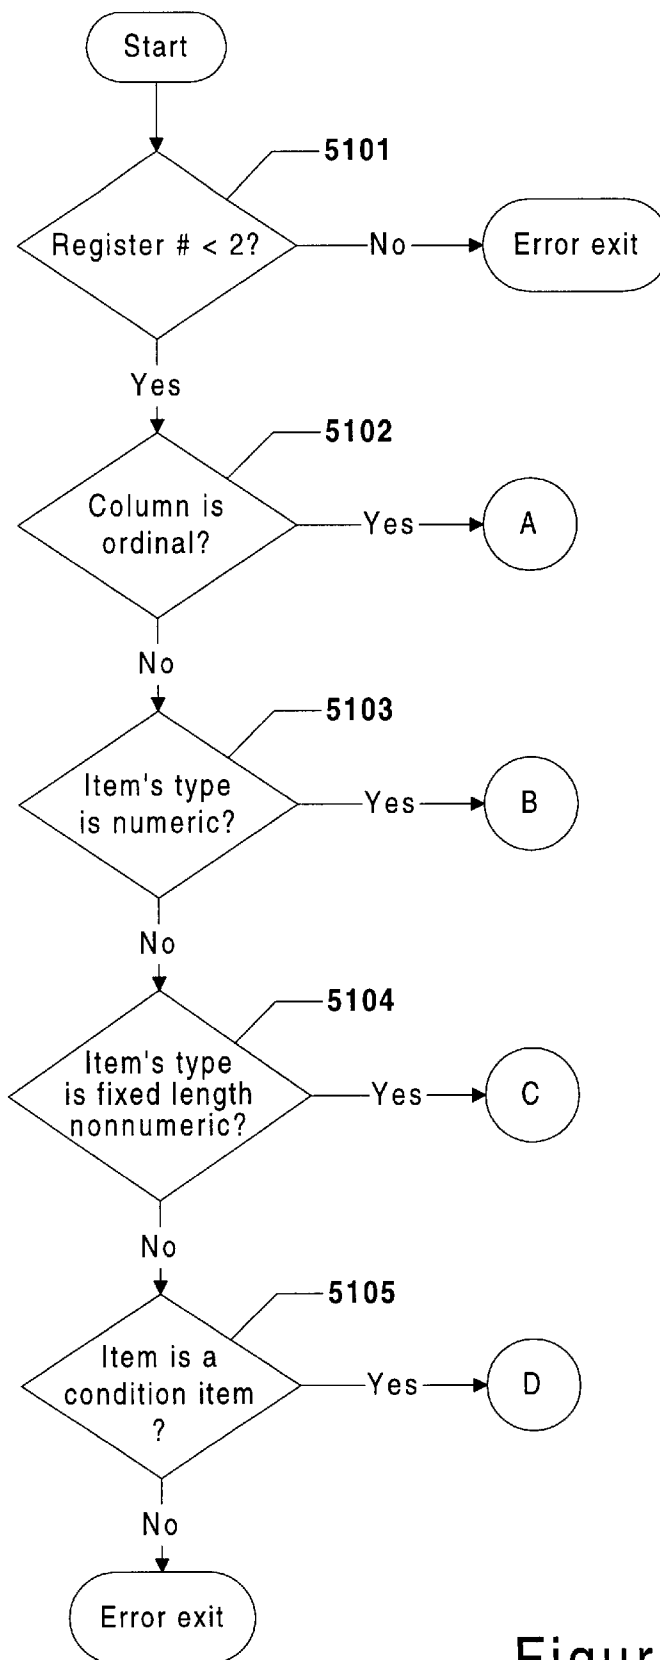 Start
5101
Register # < 2?
No
Error exit
Yes
5102
Column is
ordinal?
Yes
A
No
5103
Item's type
is numeric?
Yes
B
No
5104
Item's type
is fixed length
nonnumeric?
Yes
C
No
5105
Item is a
condition item
?
Yes
D
No
Error exit